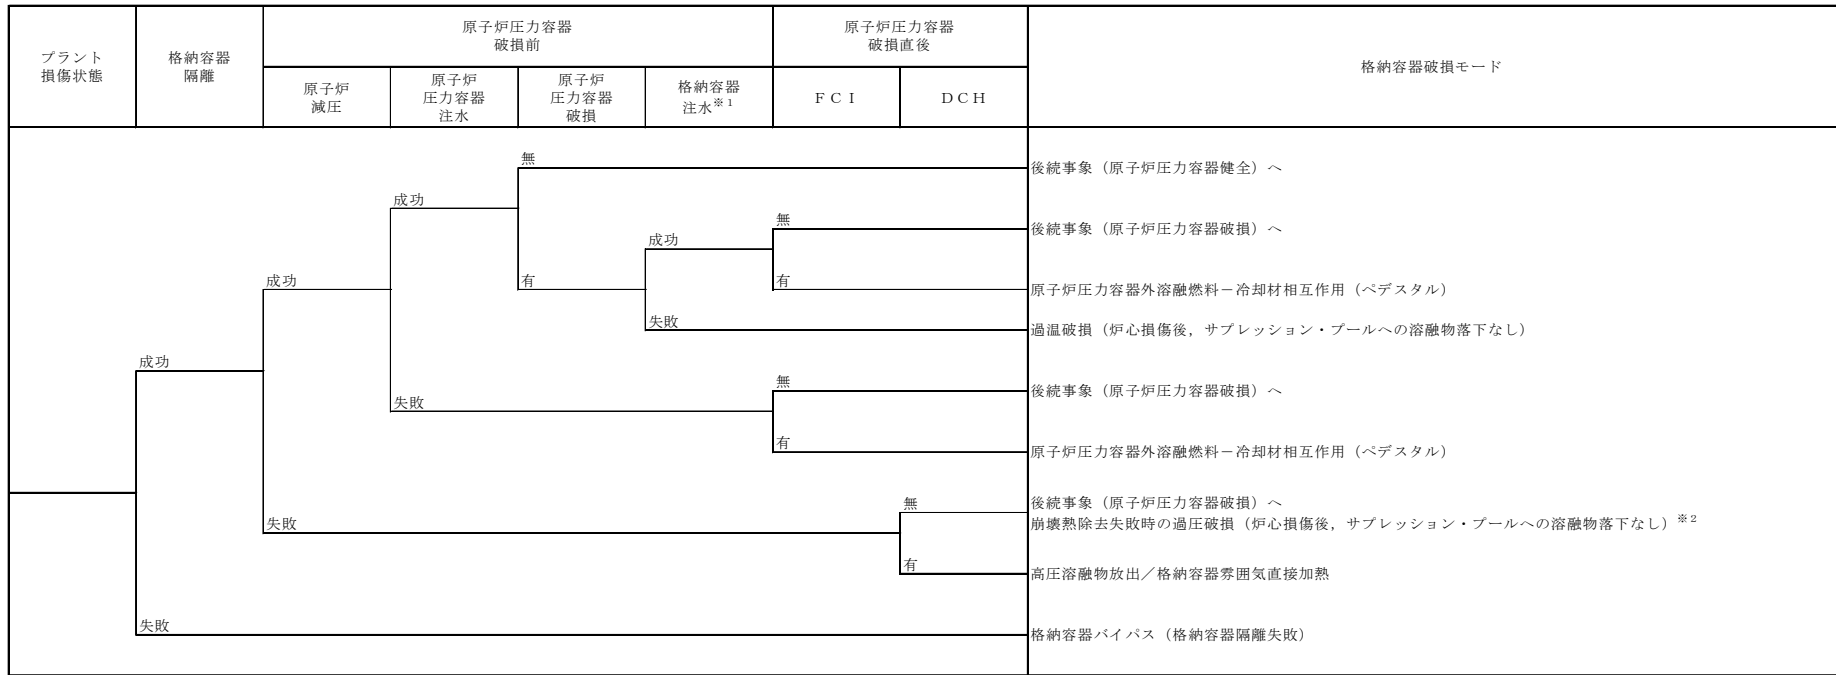 プラント
損傷状態
格納容器
隔離
原子炉圧力容器
破損前
原子炉圧力容器
破損直後
格納容器破損モード
原子炉
減圧
原子炉
圧力容器
注水
原子炉
圧力容器
破損
格納容器
注水※1
ＦＣＩ
ＤＣＨ
無
後続事象（原子炉圧力容器健全）へ
成功
無
後続事象（原子炉圧力容器破損）へ
成功
成功
有
有
原子炉圧力容器外溶融燃料－冷却材相互作用（ペデスタル）
失敗
過温破損（炉心損傷後，サプレッション・プールへの溶融物落下なし）
成功
無
後続事象（原子炉圧力容器破損）へ
失敗
有
原子炉圧力容器外溶融燃料－冷却材相互作用（ペデスタル）
無
後続事象（原子炉圧力容器破損）へ
失敗
崩壊熱除去失敗時の過圧破損（炉心損傷後，サプレッション・プールへの溶融物落下なし）※2
有
高圧溶融物放出／格納容器雰囲気直接加熱
失敗
格納容器バイパス（格納容器隔離失敗）